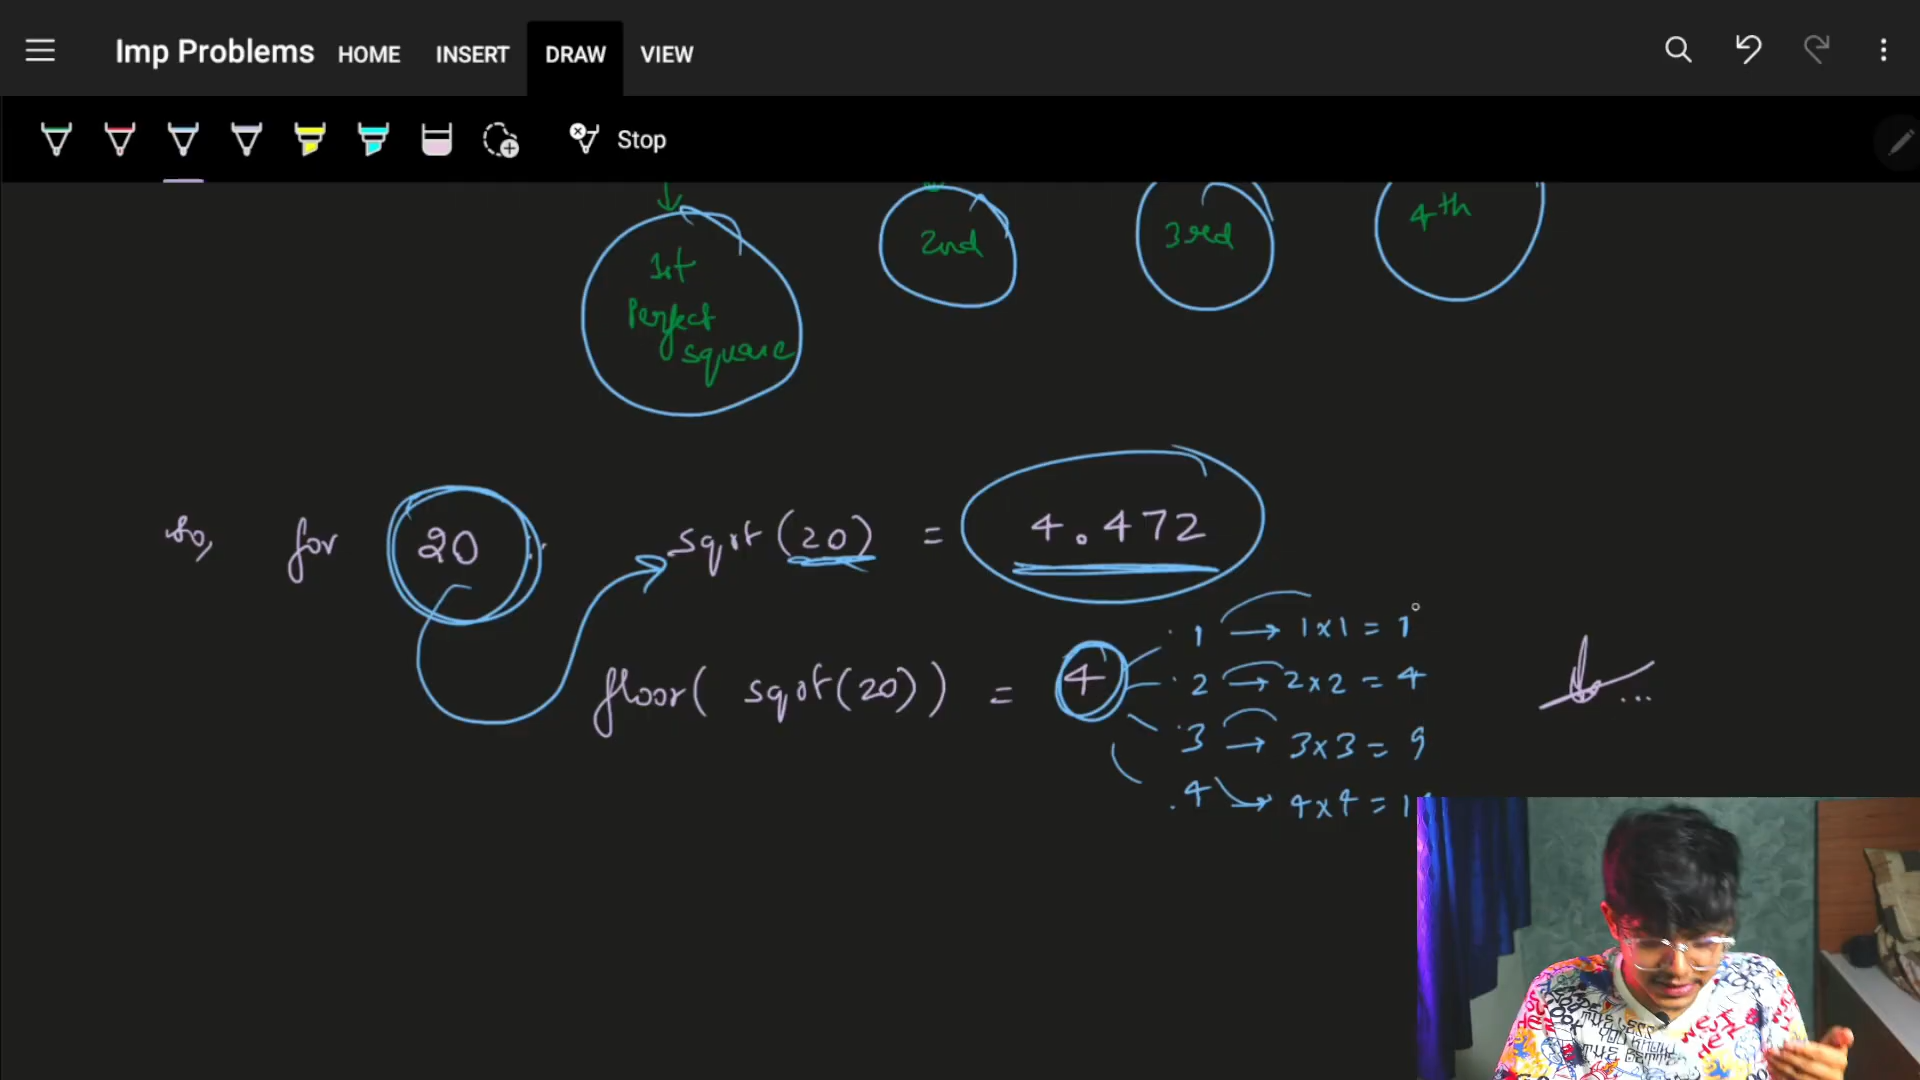 Imp Problems HOME INSERT DRAW VIEW
Stop
1st
Perfect
square
2nd
3rd
4th
so, for 20 sqrt(20) = 4.472
floor( sqrt(20)) = 4
1 → 1x1 = 1
2 → 2x2 = 4
3 → 3x3 = 9
4 → 4x4 = 1